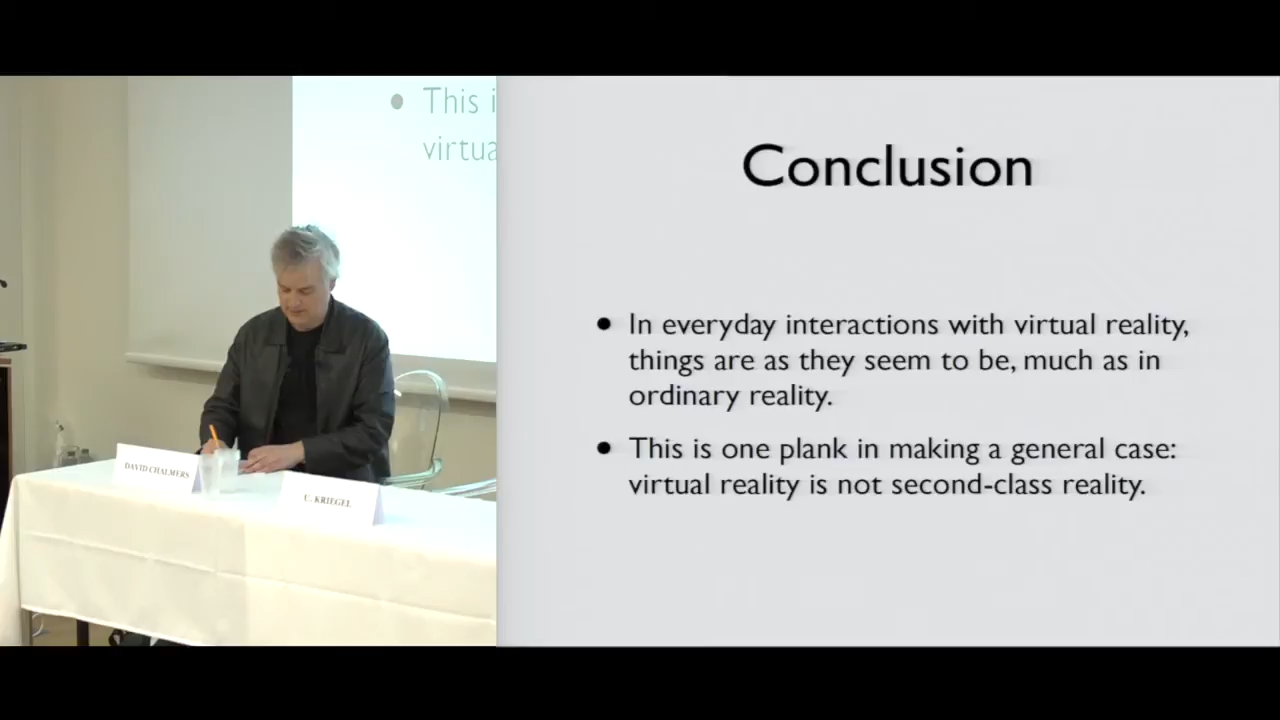 This i
virtua
DAVID CHALMERS
U. KRIEGEL
Conclusion
• In everyday interactions with virtual reality,
things are as they seem to be, much as in
ordinary reality.
• This is one plank in making a general case:
virtual reality is not second-class reality.